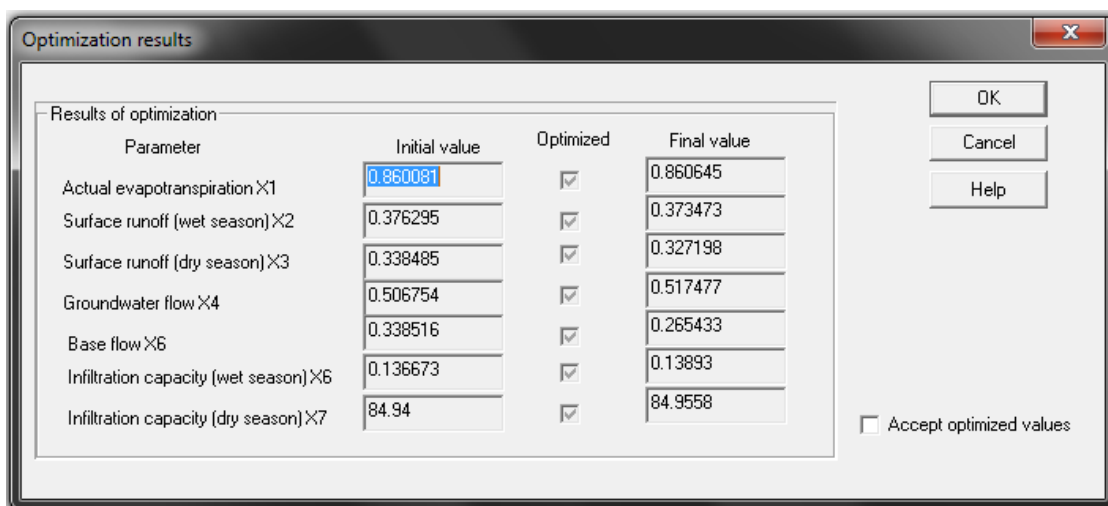 Optimization results
Results of optimization
Parameter Initial value Optimized Final value
Actual evapotranspiration X1 0.860081 0.860645
Surface runoff (wet season) X2 0.376295 0.373473
Surface runoff (dry season) X3 0.338485 0.327198
Groundwater flow X4 0.506754 0.517477
Base flow X6 0.338516 0.265433
Infiltration capacity (wet season) X6 0.136673 0.13893
Infiltration capacity (dry season) X7 84.94 84.9558
OK
Cancel
Help
Accept optimized values